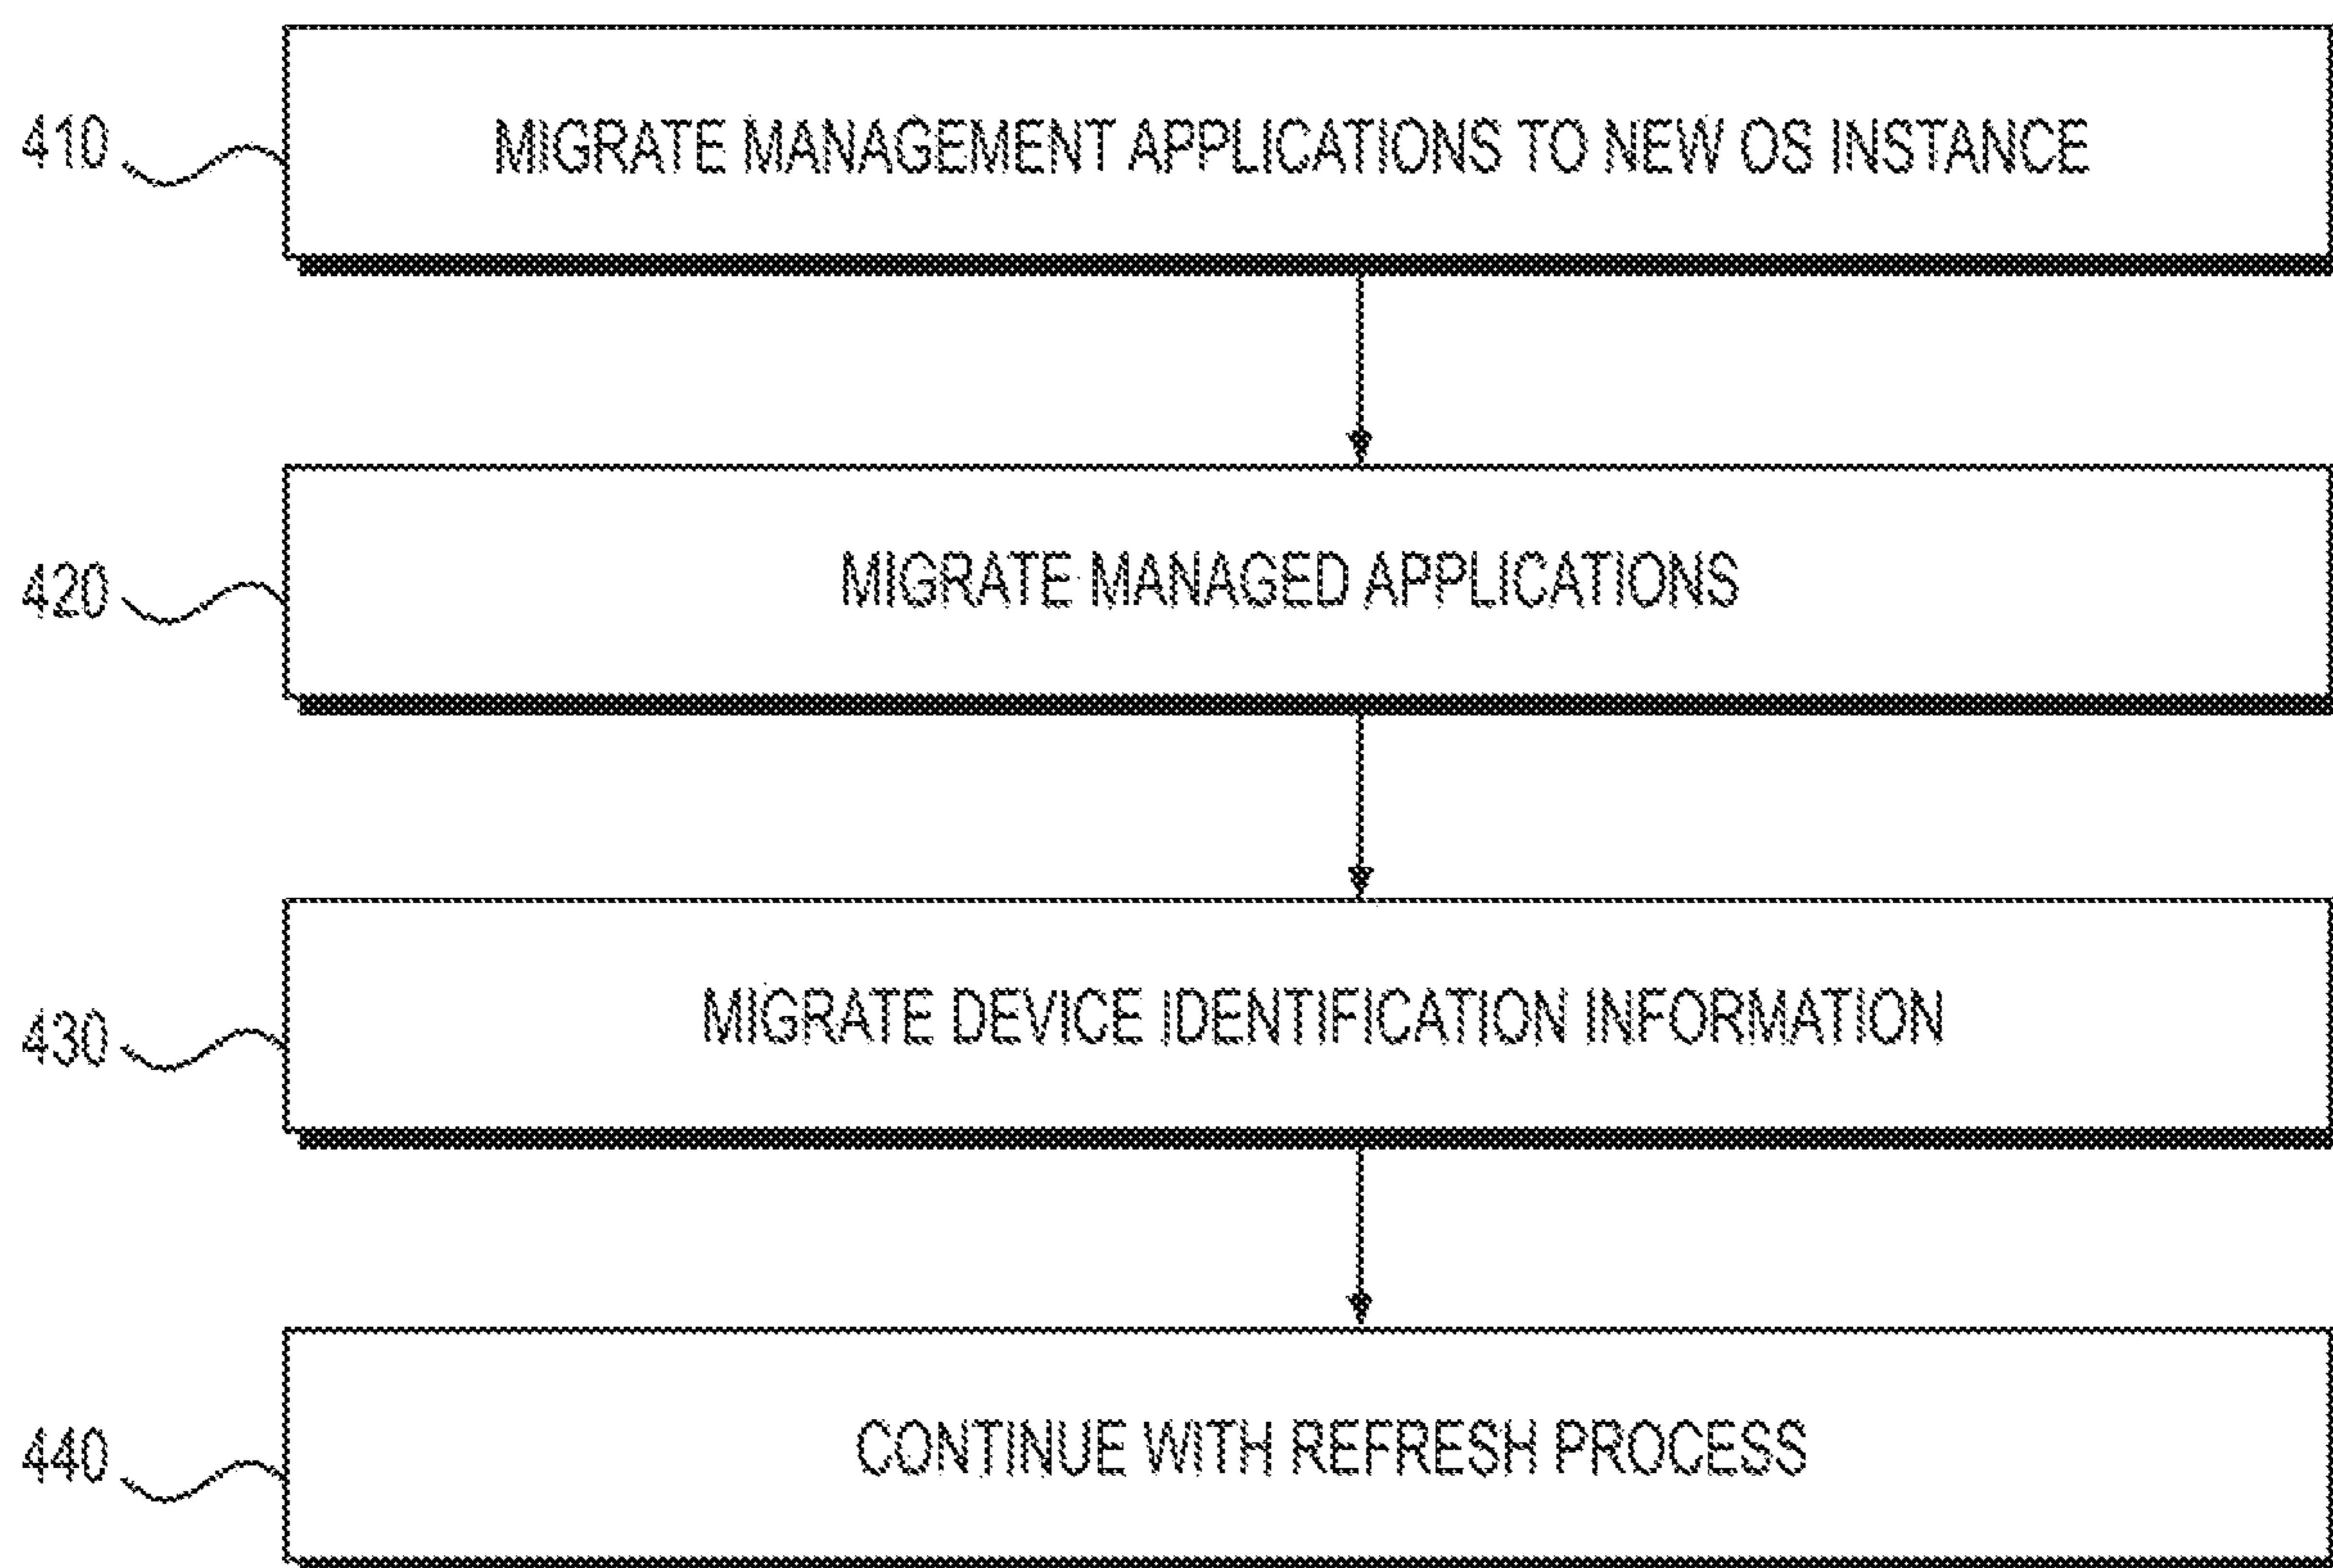 410
MIGRATE MANAGEMENT APPLICATIONS TO NEW OS INSTANCE
420
MIGRATE MANAGED APPLICATIONS
430
MIGRATE DEVICE IDENTIFICATION INFORMATION
440
CONTINUE WITH REFRESH PROCESS